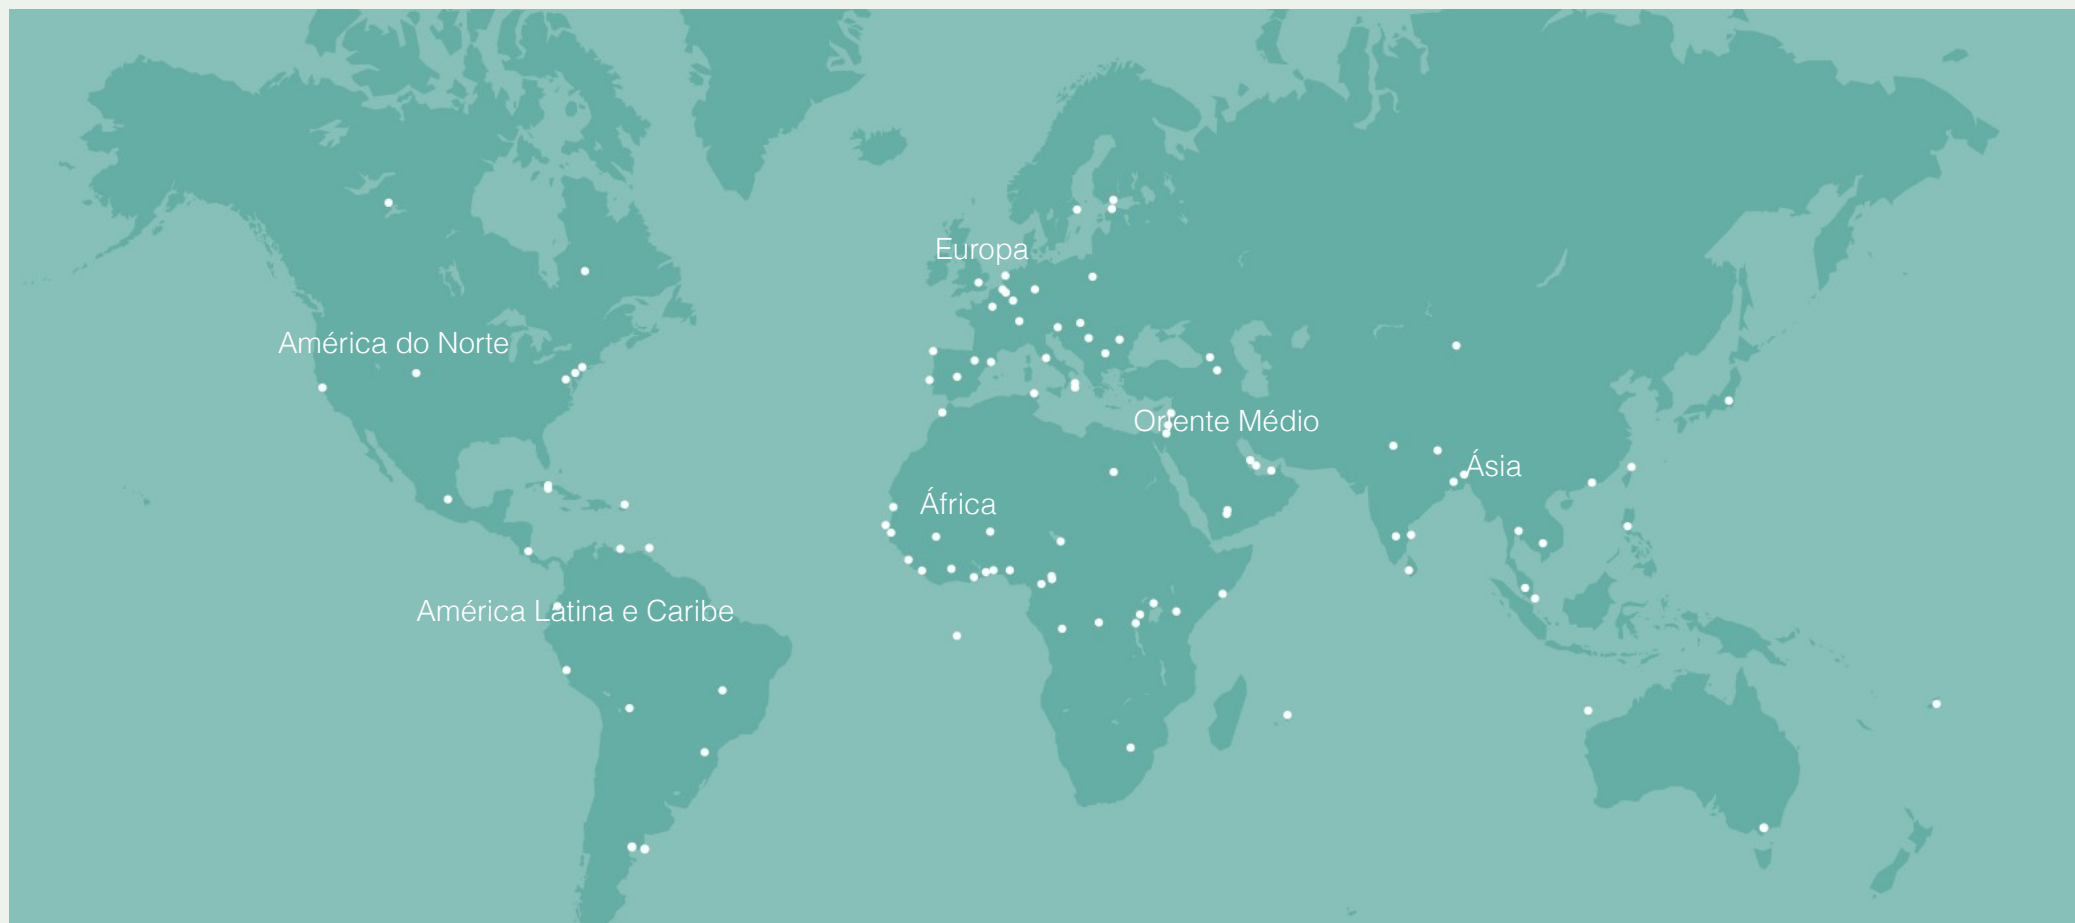 Europa
América do Norte
Oriente Médio
Ásia
África
América Latina e Caribe